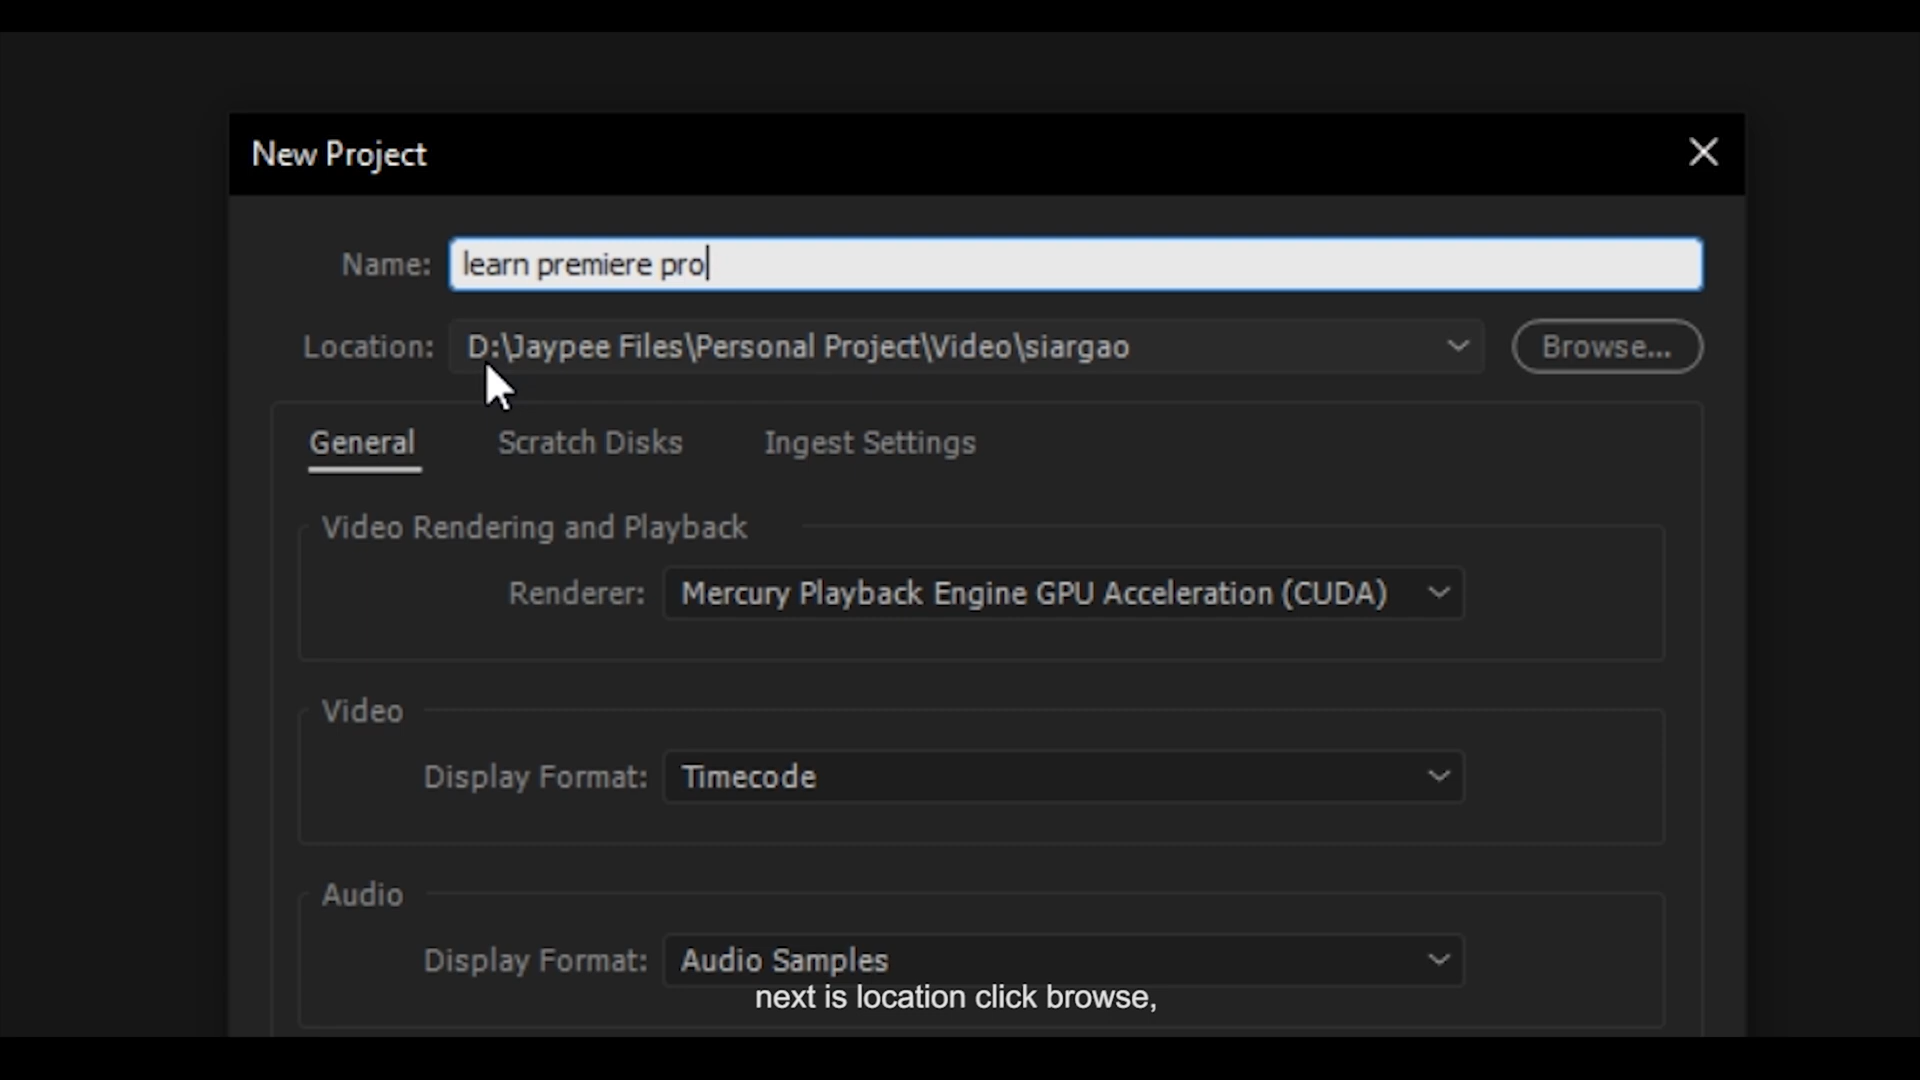 New Project
Name: learn premiere pro
Location: D:\Jaypee Files\Personal Project\Video\siargao Browse...
General Scratch Disks Ingest Settings
Video Rendering and Playback
Renderer: Mercury Playback Engine GPU Acceleration (CUDA)
Video
Display Format: Timecode
Audio
Display Format: Audio Samples
next is location click browse,